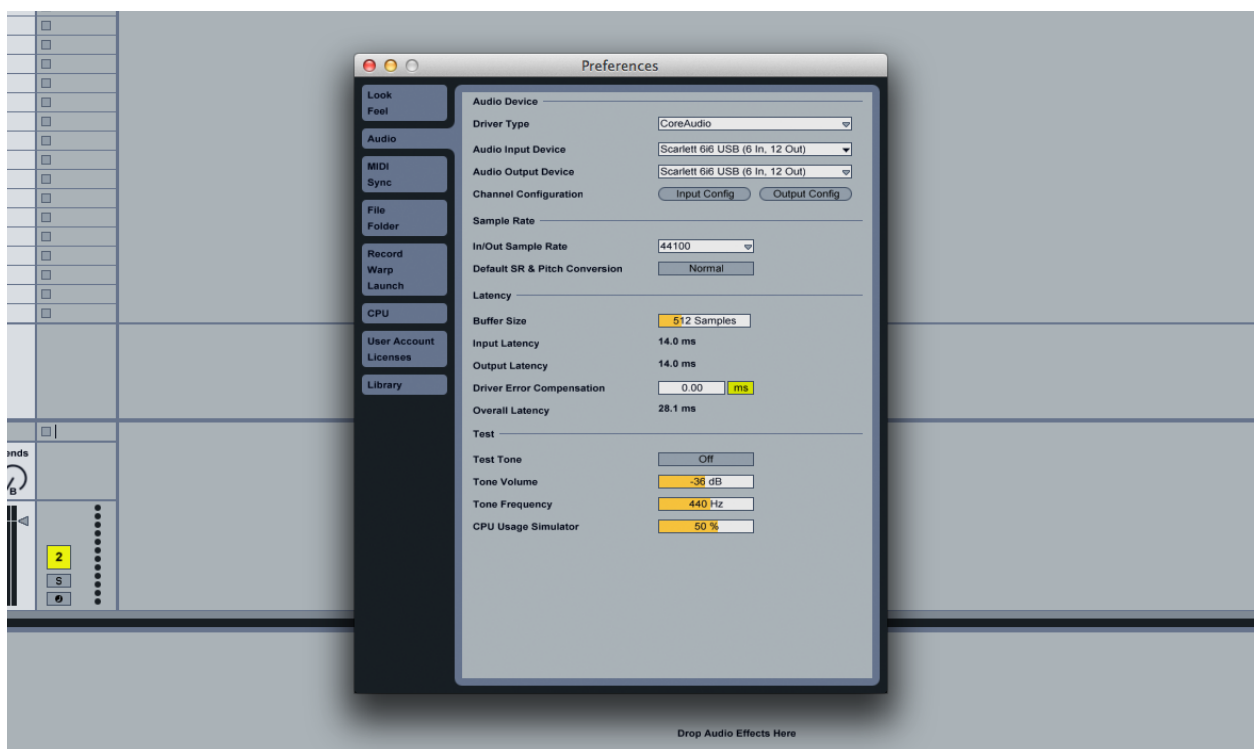 Preferences
Look
Feel
Audio
MIDI
Sync
File
Folder
Record
Warp
Launch
CPU
User Account
Licenses
Library
Audio Device
Driver Type CoreAudio
Audio Input Device Scarlett 6i6 USB (6 In, 12 Out)
Audio Output Device Scarlett 6i6 USB (6 In, 12 Out)
Channel Configuration Input Config Output Config
Sample Rate
In/Out Sample Rate 44100
Default SR & Pitch Conversion Normal
Latency
Buffer Size 512 Samples
Input Latency 14.0 ms
Output Latency 14.0 ms
Driver Error Compensation 0.00 ms
Overall Latency 28.1 ms
Test
Test Tone Off
Tone Volume -36 dB
Tone Frequency 440 Hz
CPU Usage Simulator 50 %
B
2
S
Drop Audio Effects Here